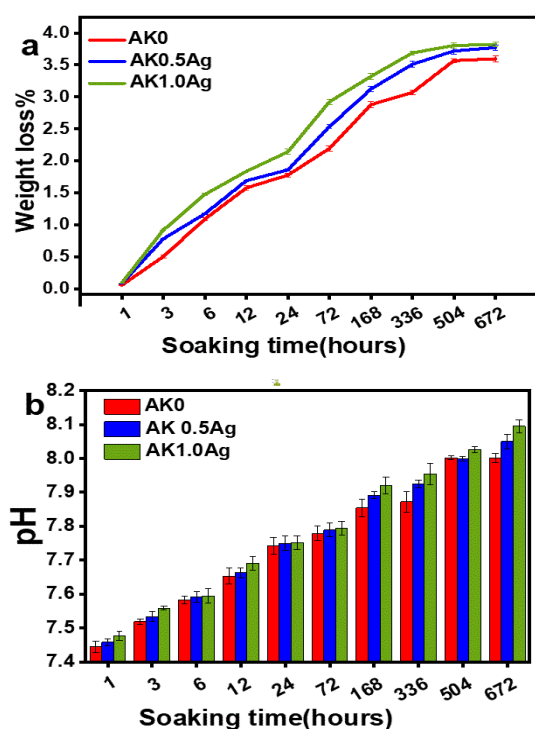 a
AK0
AK0.5Ag
AK1.0Ag
Weight loss%
4.0
3.5
3.0
2.5
2.0
1.5
1.0
0.5
0.0
1 3 6 12 24 72 168 336 504 672
Soaking time(hours)
b
AK0
AK 0.5Ag
AK1.0Ag
pH
8.2
8.1
8.0
7.9
7.8
7.7
7.6
7.5
7.4
1 3 6 12 24 72 168 336 504 672
Soaking time(hours)